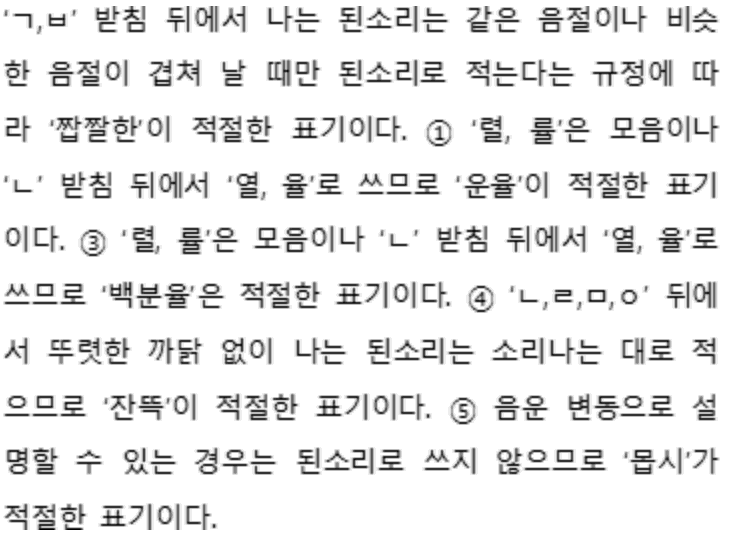 'ㄱ,ㅂ' 받침 뒤에서 나는 된소리는 같은 음절이나 비슷
한 음절이 겹쳐 날 때만 된소리로 적는다는 규정에 따
라 '짭짤한'이 적절한 표기이다. ① '렬, 률'은 모음이나
'ㄴ' 받침 뒤에서 '열, 율'로 쓰므로 '운율'이 적절한 표기
이다. ③ '렬, 률'은 모음이나 'ㄴ' 받침 뒤에서 '열, 율'로
쓰므로 '백분율'은 적절한 표기이다. ④ 'ㄴ,ㄹ,ㅁ,ㅇ' 뒤에
서 뚜렷한 까닭 없이 나는 된소리는 소리나는 대로 적
으므로 '잔뜩'이 적절한 표기이다. ⑤ 음운 변동으로 설
명할 수 있는 경우는 된소리로 쓰지 않으므로 '몹시'가
적절한 표기이다.